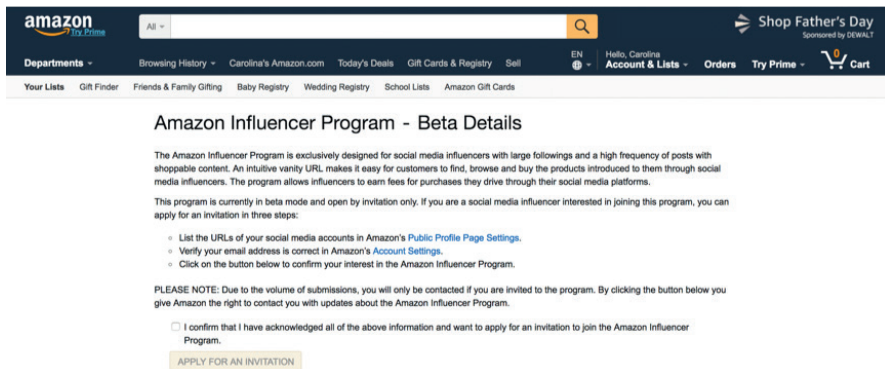 amazon
Try Prime
All
Shop Father's Day
Sponsored by DEWALT
Departments
Browsing History
Carolina's Amazon.com
Today's Deals
Gift Cards & Registry
Sell
EN
Hello, Carolina
Account & Lists
Orders
Try Prime
0
Cart
Your Lists
Gift Finder
Friends & Family Gifting
Baby Registry
Wedding Registry
School Lists
Amazon Gift Cards
Amazon Influencer Program - Beta Details
The Amazon Influencer Program is exclusively designed for social media influencers with large followings and a high frequency of posts with
shoppable content. An intuitive vanity URL makes it easy for customers to find, browse and buy the products introduced to them through social
media influencers. The program allows influencers to earn fees for purchases they drive through their social media platforms.
This program is currently in beta mode and open by invitation only. If you are a social media influencer interested in joining this program, you can
apply for an invitation in three steps:
List the URLs of your social media accounts in Amazon's Public Profile Page Settings.
Verify your email address is correct in Amazon's Account Settings.
Click on the button below to confirm your interest in the Amazon Influencer Program.
PLEASE NOTE: Due to the volume of submissions, you will only be contacted if you are invited to the program. By clicking the button below you
give Amazon the right to contact you with updates about the Amazon Influencer Program.
I confirm that I have acknowledged all of the above information and want to apply for an invitation to join the Amazon Influencer
Program.
APPLY FOR AN INVITATION